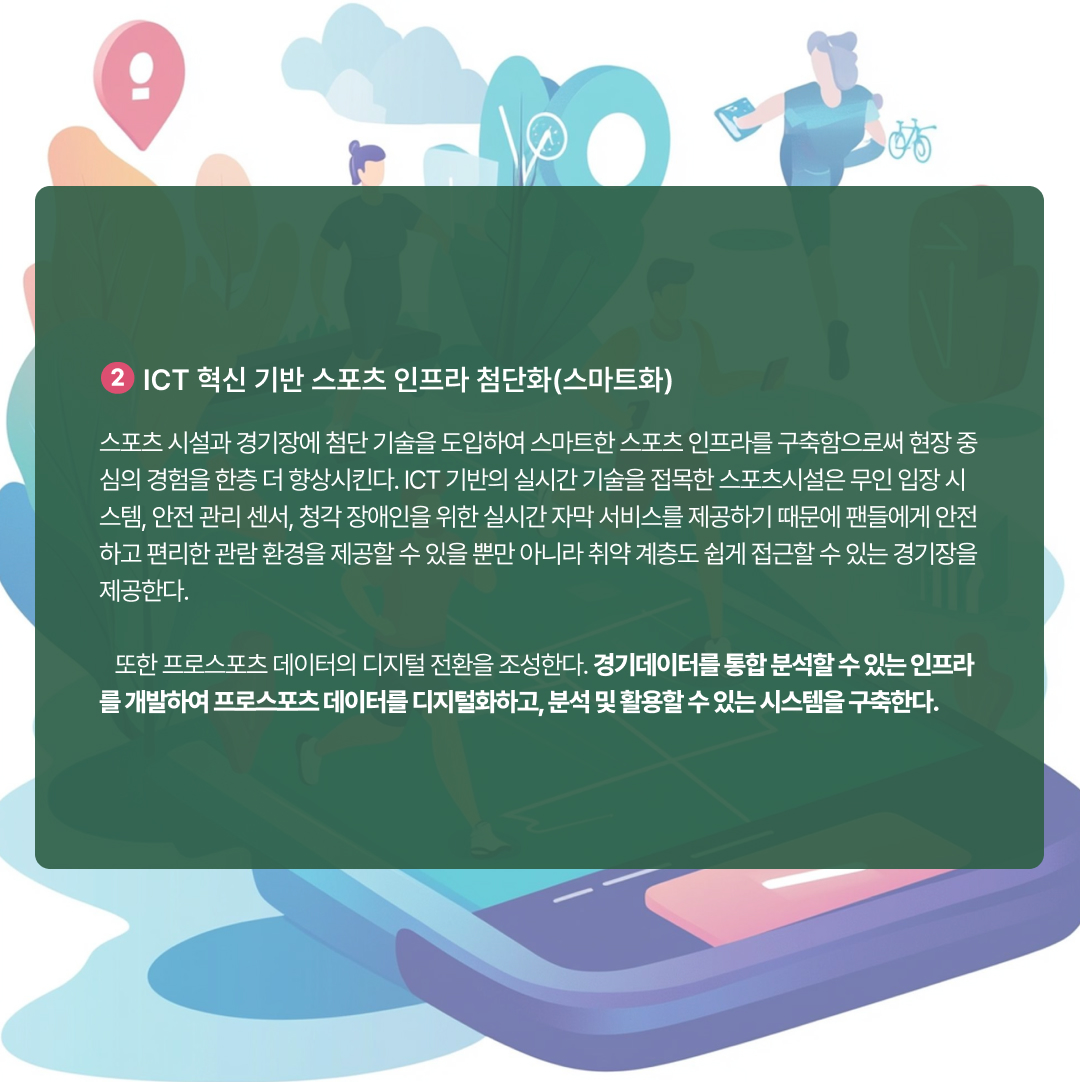 2 ICT 혁신 기반 스포츠 인프라 첨단화(스마트화)
스포츠 시설과 경기장에 첨단 기술을 도입하여 스마트한 스포츠 인프라를 구축함으로써 현장 중
심의 경험을 한층 더 향상시킨다. ICT 기반의 실시간 기술을 접목한 스포츠시설은 무인 입장 시
스템, 안전 관리 센서, 청각 장애인을 위한 실시간 자막 서비스를 제공하기 때문에 팬들에게 안전
하고 편리한 관람 환경을 제공할 수 있을 뿐만 아니라 취약 계층도 쉽게 접근할 수 있는 경기장을
제공한다.
또한 프로스포츠 데이터의 디지털 전환을 조성한다. 경기데이터를 통합 분석할 수 있는 인프라
를 개발하여 프로스포츠 데이터를 디지털화하고, 분석 및 활용할 수 있는 시스템을 구축한다.